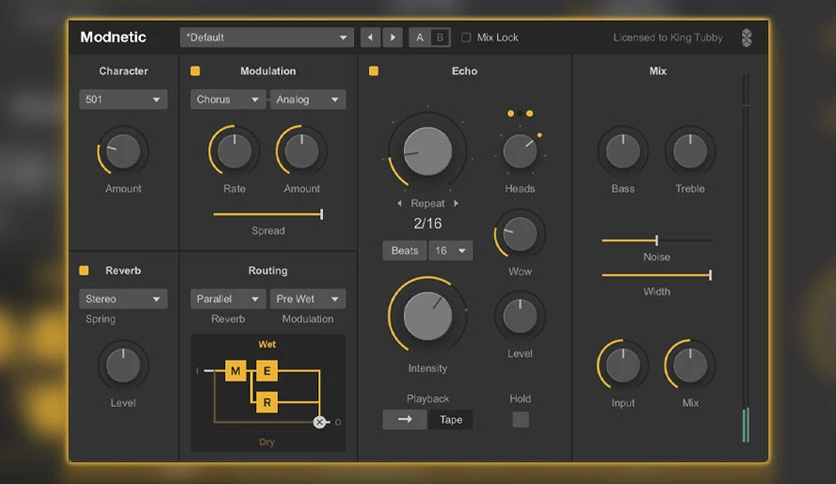 Modnetic
*Default
A B
Mix Lock
Licensed to King Tubby
Character
501
Amount
Modulation
Chorus
Analog
Rate
Amount
Spread
Echo
Repeat
2/16
Beats
16
Intensity
Playback
Tape
Heads
Wow
Level
Hold
Mix
Bass
Treble
Noise
Width
Input
Mix
Reverb
Stereo
Spring
Level
Routing
Parallel
Pre Wet
Reverb
Modulation
Wet
I
M
E
R
O
Dry